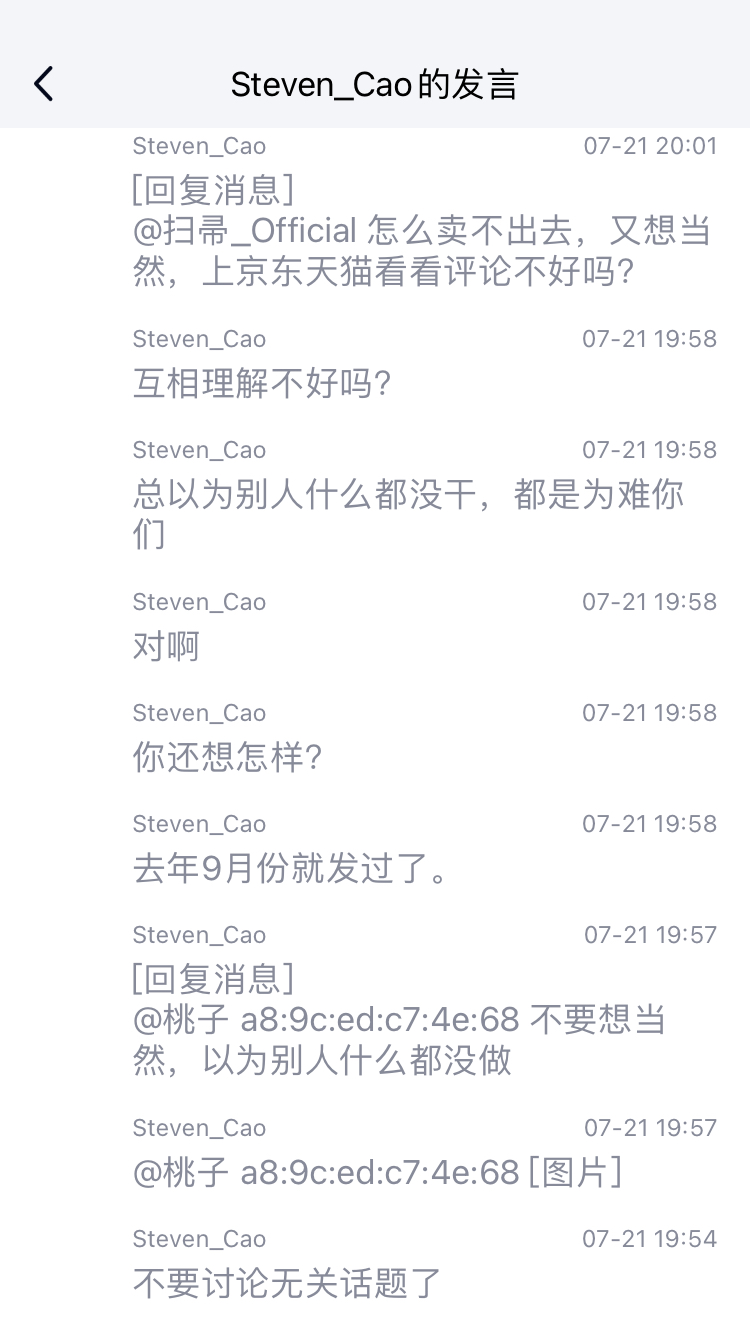 Steven_Cao的发言
Steven_Cao 07-21 20:01
[回复消息]
@扫帚_Official 怎么卖不出去，又想当
然，上京东天猫看看评论不好吗？
Steven_Cao 07-21 19:58
互相理解不好吗？
Steven_Cao 07-21 19:58
总以为别人什么都没干，都是为难你
们
Steven_Cao 07-21 19:58
对啊
Steven_Cao 07-21 19:58
你还想怎样？
Steven_Cao 07-21 19:58
去年9月份就发过了。
Steven_Cao 07-21 19:57
[回复消息]
@桃子 a8:9c:ed:c7:4e:68 不要想当
然，以为别人什么都没做
Steven_Cao 07-21 19:57
@桃子 a8:9c:ed:c7:4e:68 [图片]
Steven_Cao 07-21 19:54
不要讨论无关话题了